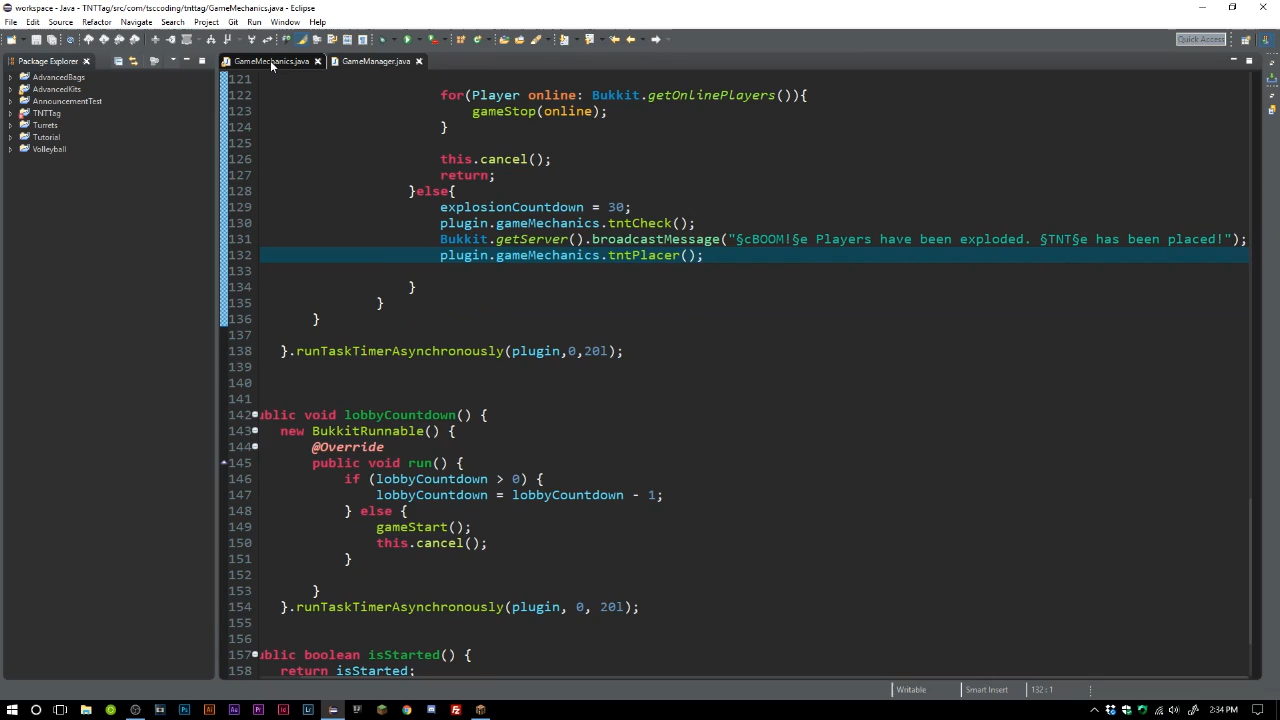 workspace - Java - TNTTag/src/com/tsccoding/tnttag/GameMechanics.java - Eclipse
File Edit Source Refactor Navigate Search Project Git Run Window Help
Quick Access
Package Explorer
GameMechanics.java
GameManager.java
AdvancedBags
AdvancedKits
AnnouncementTest
TNTTag
Turrets
Tutorial
Volleyball
121
122 for(Player online: Bukkit.getOnlinePlayers()){
123 gameStop(online);
124 }
125
126 this.cancel();
127 return;
128 }else{
129 explosionCountdown = 30;
130 plugin.gameMechanics.tntCheck();
131 Bukkit.getServer().broadcastMessage("§cBOOM!§e Players have been exploded. §TNT§e has been placed!");
132 plugin.gameMechanics.tntPlacer();
133
134 }
135 }
136 }
137
138 }.runTaskTimerAsynchronously(plugin,0,20l);
139
140
141
142 ublic void lobbyCountdown() {
143 new BukkitRunnable() {
144 @Override
145 public void run() {
146 if (lobbyCountdown > 0) {
147 lobbyCountdown = lobbyCountdown - 1;
148 } else {
149 gameStart();
150 this.cancel();
151 }
152
153 }
154 }.runTaskTimerAsynchronously(plugin, 0, 20l);
155
156
157 ublic boolean isStarted() {
158 return isStarted;
Writable Smart Insert 132 : 1
2:34 PM